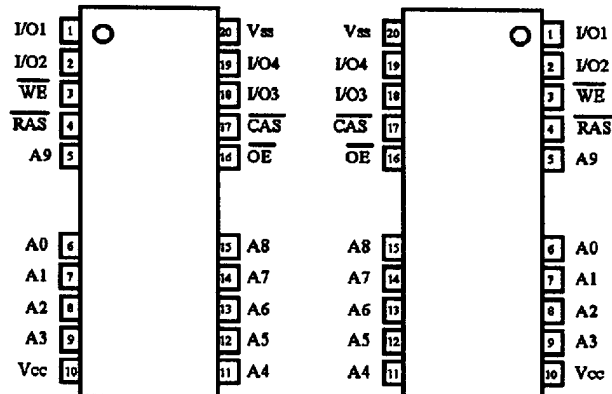 I/O1 1 20 Vss Vss 20 1 I/O1
I/O2 2 19 I/O4 I/O4 19 2 I/O2
WE 3 18 I/O3 I/O3 18 3 WE
RAS 4 17 CAS CAS 17 4 RAS
A9 5 16 OE OE 16 5 A9
A0 6 15 A8 A8 15 6 A0
A1 7 14 A7 A7 14 7 A1
A2 8 13 A6 A6 13 8 A2
A3 9 12 A5 A5 12 9 A3
Vcc 10 11 A4 A4 11 10 Vcc